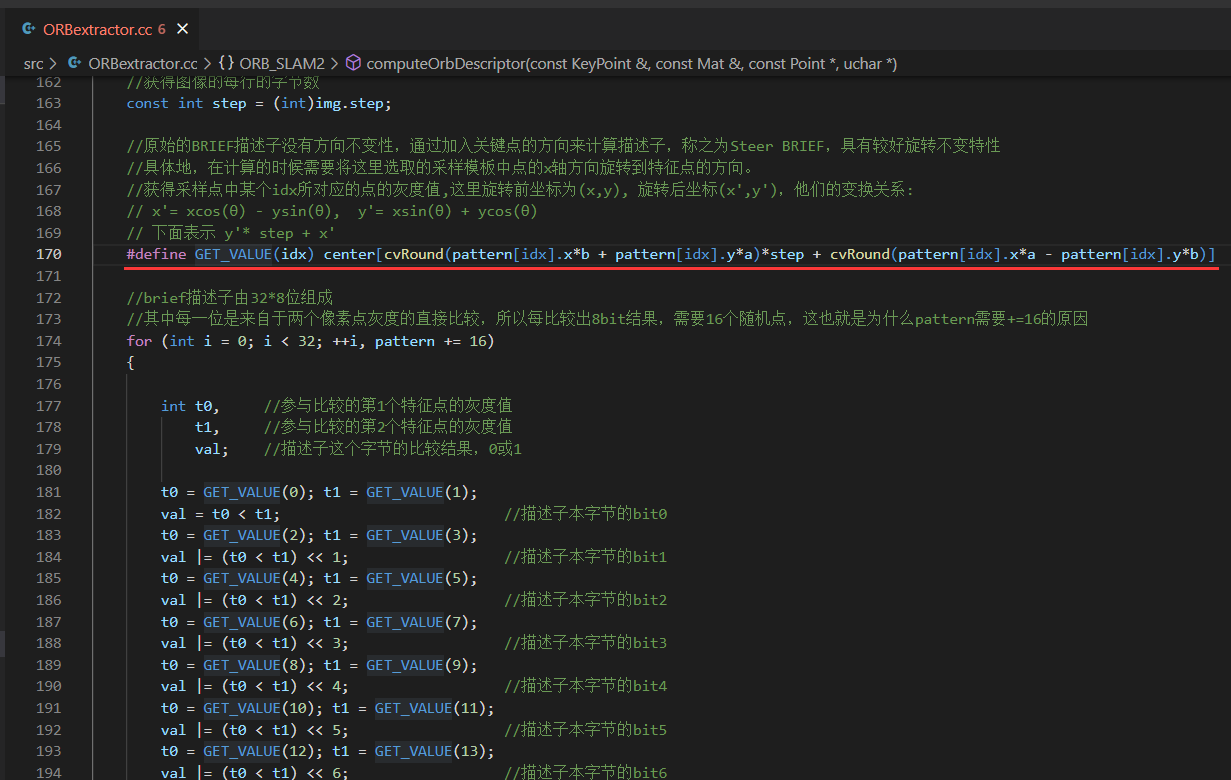 ORBextractor.cc 6
src > ORBextractor.cc > {} ORB_SLAM2 > computeOrbDescriptor(const KeyPoint &, const Mat &, const Point *, uchar *)
162 //获得图像的每行的字节数
163 const int step = (int)img.step;
164
165 //原始的BRIEF描述子没有方向不变性，通过加入关键点的方向来计算描述子，称之为Steer BRIEF，具有较好旋转不变特性
166 //具体地，在计算的时候需要将这里选取的采样模板中点的x轴方向旋转到特征点的方向。
167 //获得采样点中某个idx所对应的点的灰度值,这里旋转前坐标为(x,y), 旋转后坐标(x',y')，他们的变换关系:
168 // x'= xcos(θ) - ysin(θ),  y'= xsin(θ) + ycos(θ)
169 // 下面表示 y'* step + x'
170 #define GET_VALUE(idx) center[cvRound(pattern[idx].x*b + pattern[idx].y*a)*step + cvRound(pattern[idx].x*a - pattern[idx].y*b)]
171
172 //brief描述子由32*8位组成
173 //其中每一位是来自于两个像素点灰度的直接比较，所以每比较出8bit结果，需要16个随机点，这也就是为什么pattern需要+=16的原因
174 for (int i = 0; i < 32; ++i, pattern += 16)
175 {
176
177 int t0, //参与比较的第1个特征点的灰度值
178 t1, //参与比较的第2个特征点的灰度值
179 val; //描述子这个字节的比较结果，0或1
180
181 t0 = GET_VALUE(0); t1 = GET_VALUE(1);
182 val = t0 < t1; //描述子本字节的bit0
183 t0 = GET_VALUE(2); t1 = GET_VALUE(3);
184 val |= (t0 < t1) << 1; //描述子本字节的bit1
185 t0 = GET_VALUE(4); t1 = GET_VALUE(5);
186 val |= (t0 < t1) << 2; //描述子本字节的bit2
187 t0 = GET_VALUE(6); t1 = GET_VALUE(7);
188 val |= (t0 < t1) << 3; //描述子本字节的bit3
189 t0 = GET_VALUE(8); t1 = GET_VALUE(9);
190 val |= (t0 < t1) << 4; //描述子本字节的bit4
191 t0 = GET_VALUE(10); t1 = GET_VALUE(11);
192 val |= (t0 < t1) << 5; //描述子本字节的bit5
193 t0 = GET_VALUE(12); t1 = GET_VALUE(13);
194 val |= (t0 < t1) << 6; //描述子本字节的bit6